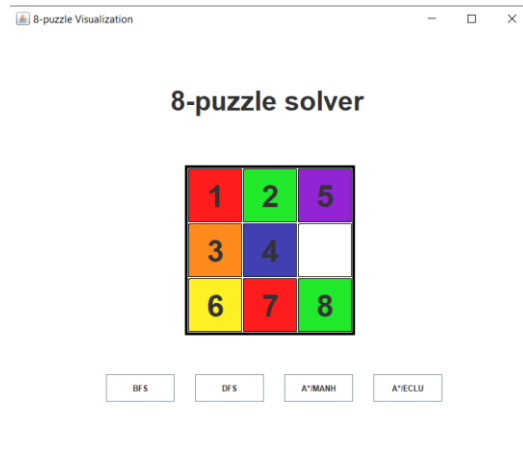 8-puzzle Visualization
8-puzzle solver
1 2 5
3 4
6 7 8
BFS DFS A*/MANH A*/ECLU